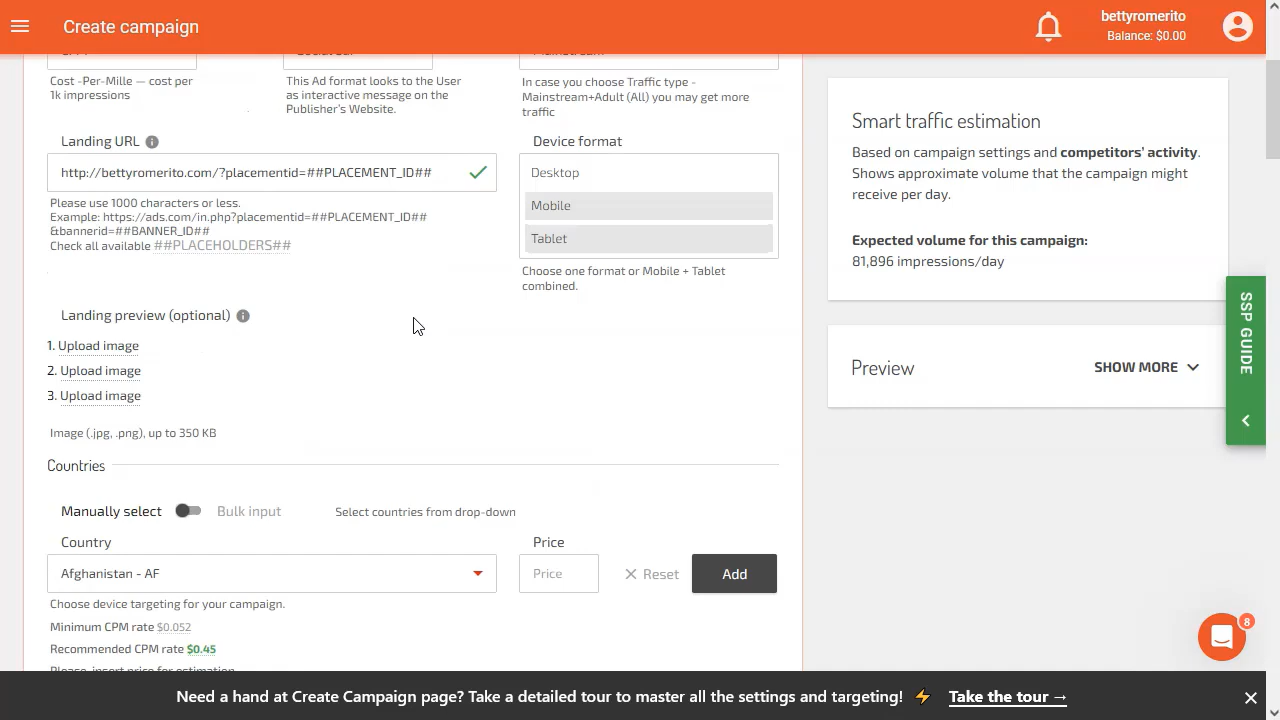 Create campaign
bettyromerito
Balance: $0.00
Cost -Per-Mille — cost per
1k impressions
This Ad format looks to the User
as interactive message on the
Publisher's Website.
In case you choose Traffic type -
Mainstream+Adult (All) you may get more
traffic
Landing URL
http://bettyromerito.com/?placementid=##PLACEMENT_ID##
Please use 1000 characters or less.
Example: https://ads.com/in.php?placementid=##PLACEMENT_ID##
&bannerid=##BANNER_ID##
Check all available ##PLACEHOLDERS##
Device format
Desktop
Mobile
Tablet
Choose one format or Mobile + Tablet
combined.
Landing preview (optional)
1. Upload image
2. Upload image
3. Upload image
Image (.jpg, .png), up to 350 KB
Countries
Manually select
Bulk input
Select countries from drop-down
Country
Price
Afghanistan - AF
Price
Reset
Add
Choose device targeting for your campaign.
Minimum CPM rate $0.052
Recommended CPM rate $0.45
Please, insert price for estimation
Smart traffic estimation
Based on campaign settings and competitors' activity.
Shows approximate volume that the campaign might
receive per day.
Expected volume for this campaign:
81,896 impressions/day
Preview
SHOW MORE
SSP GUIDE
8
Need a hand at Create Campaign page? Take a detailed tour to master all the settings and targeting! ⚡ Take the tour →